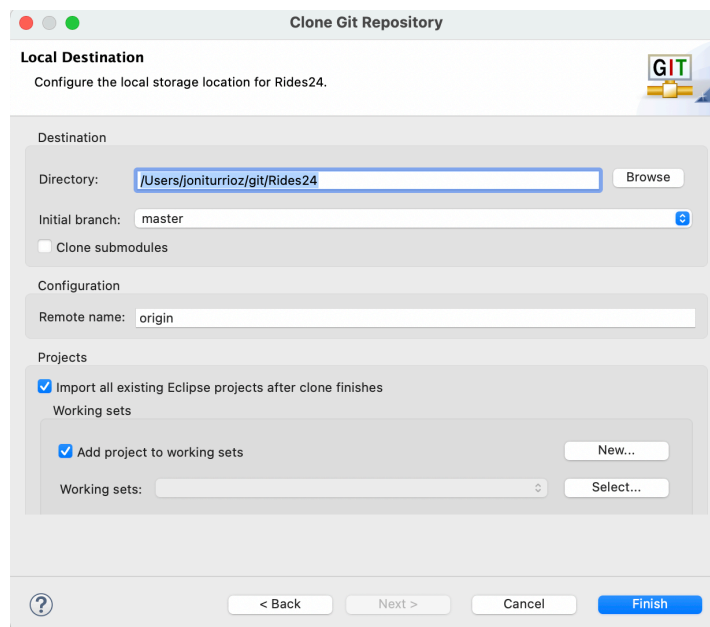 Clone Git Repository
Local Destination
Configure the local storage location for Rides24.
GIT
Destination
Directory: /Users/joniturrioz/git/Rides24 Browse
Initial branch: master
Clone submodules
Configuration
Remote name: origin
Projects
Import all existing Eclipse projects after clone finishes
Working sets
Add project to working sets New...
Working sets: Select...
? < Back Next > Cancel Finish